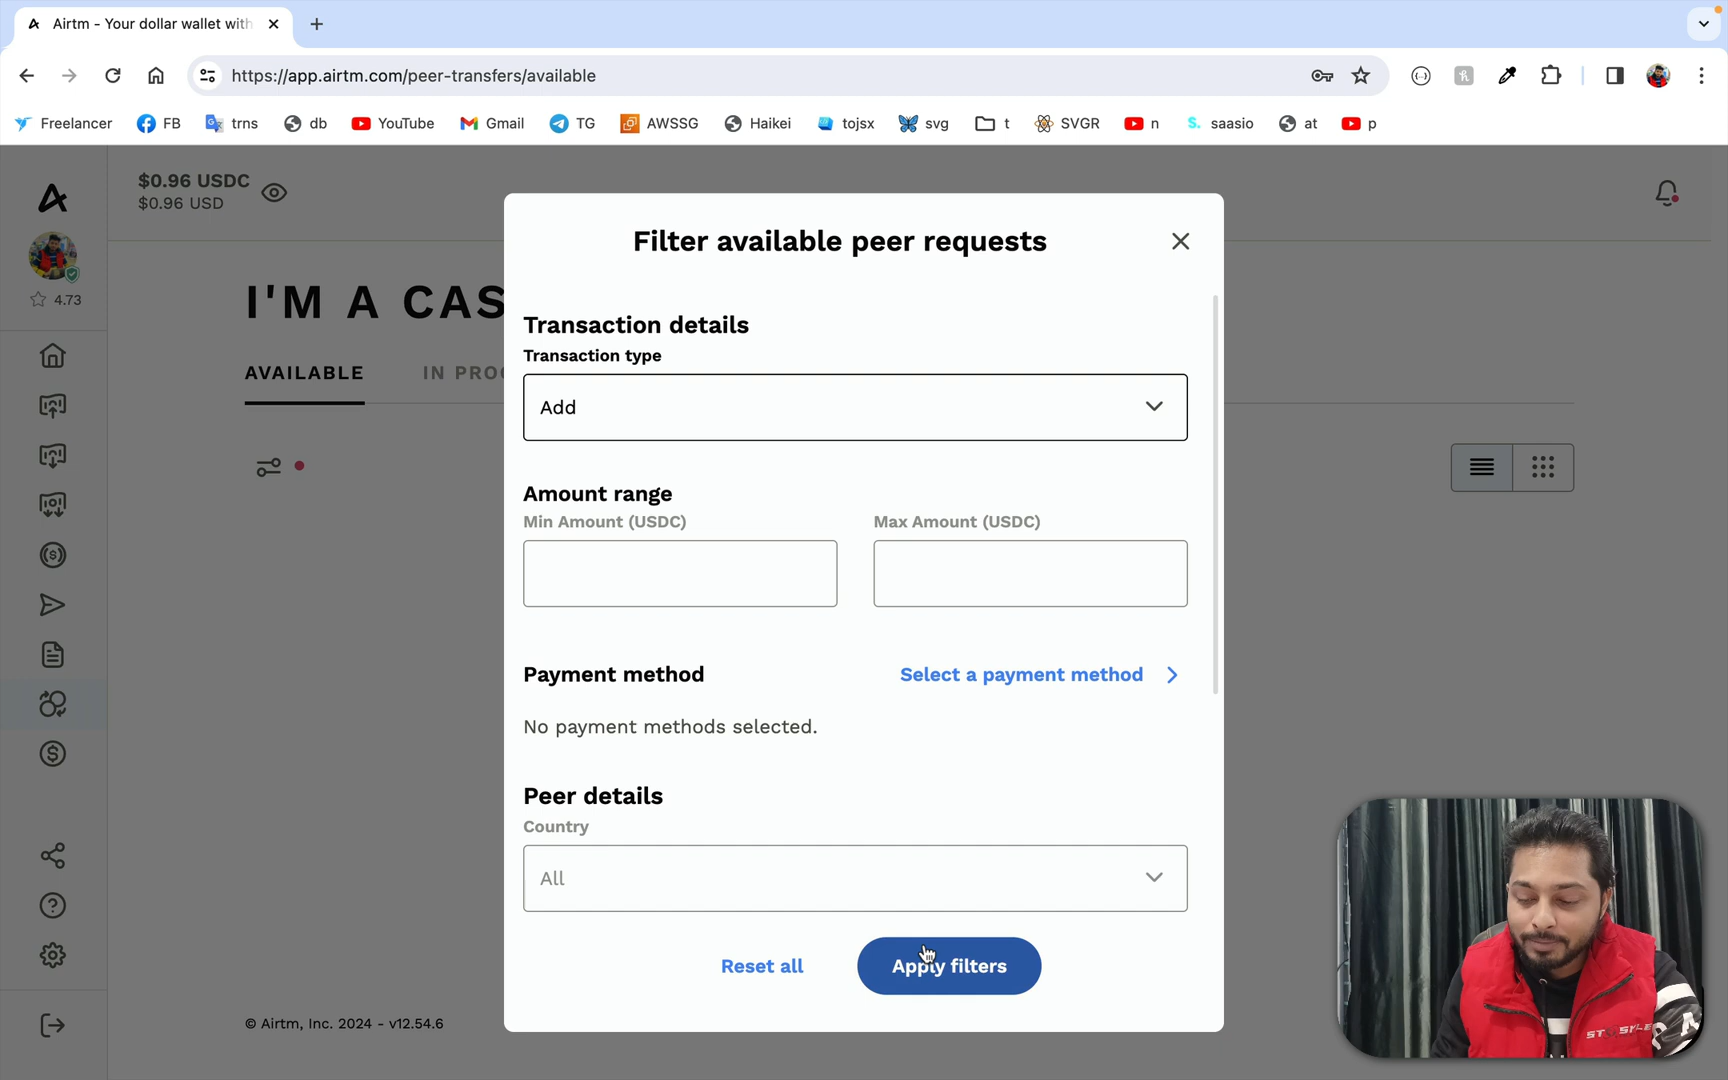 Airtm - Your dollar wallet with
https://app.airtm.com/peer-transfers/available
Freelancer FB trns db YouTube Gmail TG AWSSG Haikei tojsx svg t SVGR n saasio at p
$0.96 USDC
$0.96 USD
4.73
I'M A CAS
AVAILABLE IN PROC
Filter available peer requests
Transaction details
Transaction type
Add
Amount range
Min Amount (USDC) Max Amount (USDC)
Payment method Select a payment method
No payment methods selected.
Peer details
Country
All
Reset all Apply filters
© Airtm, Inc. 2024 - v12.54.6